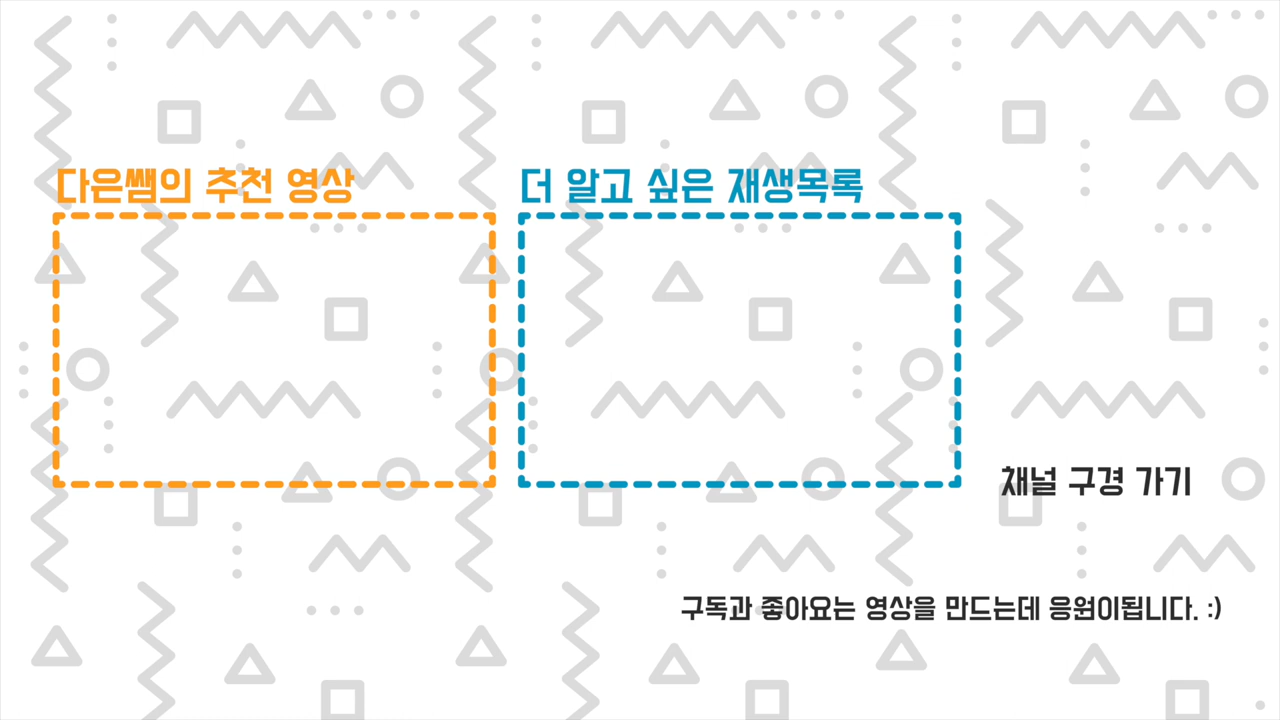 다은쌤의 추천 영상
더 알고 싶은 재생목록
채널 구경 가기
구독과 좋아요는 영상을 만드는데 응원이됩니다. :)